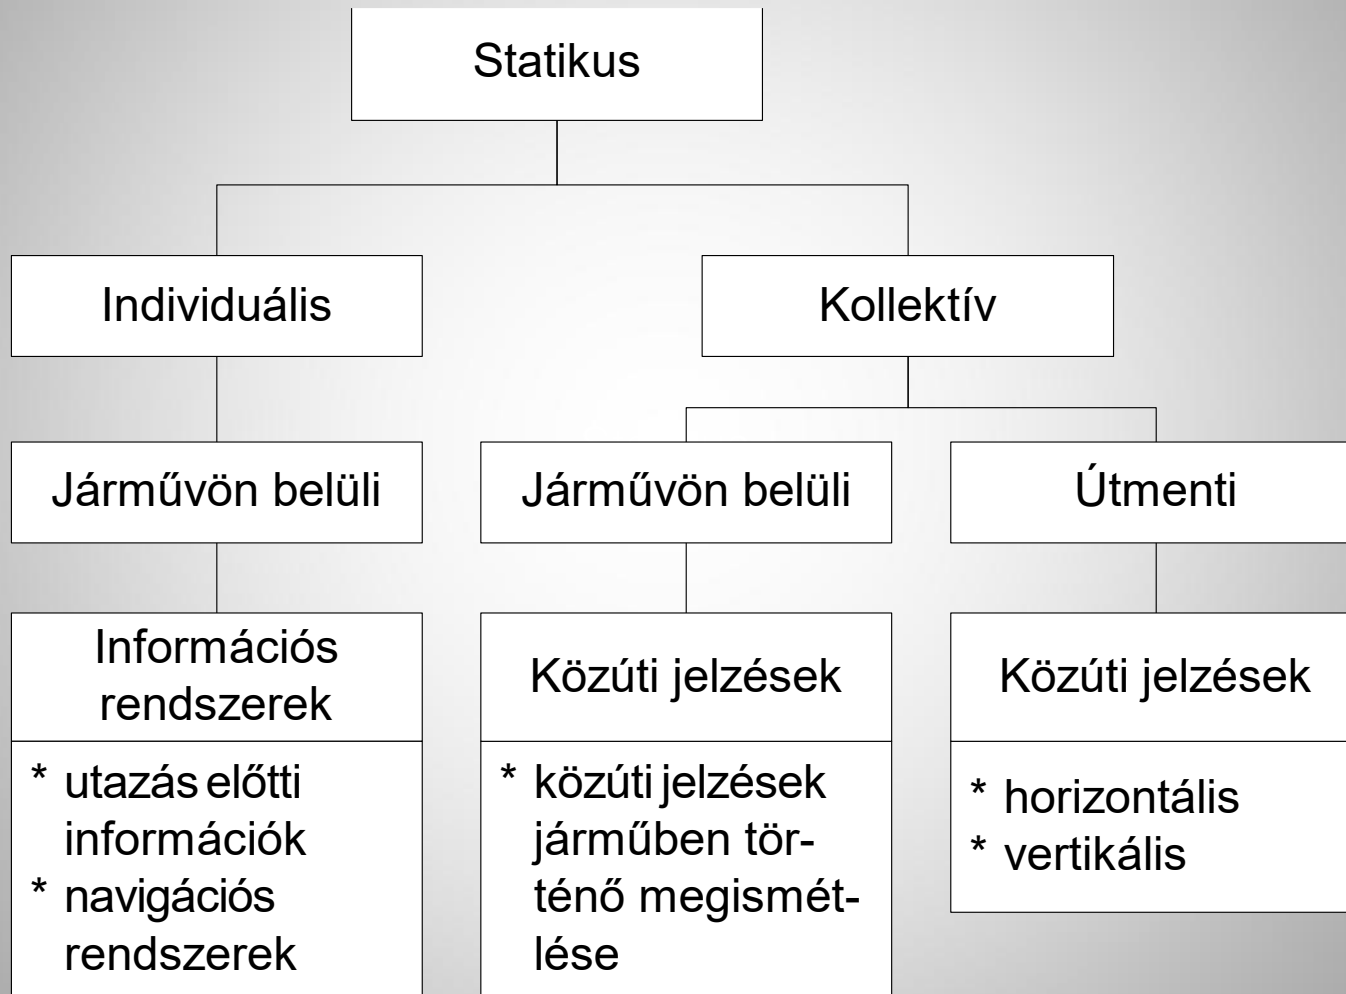 Statikus
Individuális
Kollektív
Járművön belüli
Járművön belüli
Útmenti
Információs
rendszerek
* utazás előtti
információk
* navigációs
rendszerek
Közúti jelzések
* közúti jelzések
járműben tör-
ténő megismét-
lése
Közúti jelzések
* horizontális
* vertikális